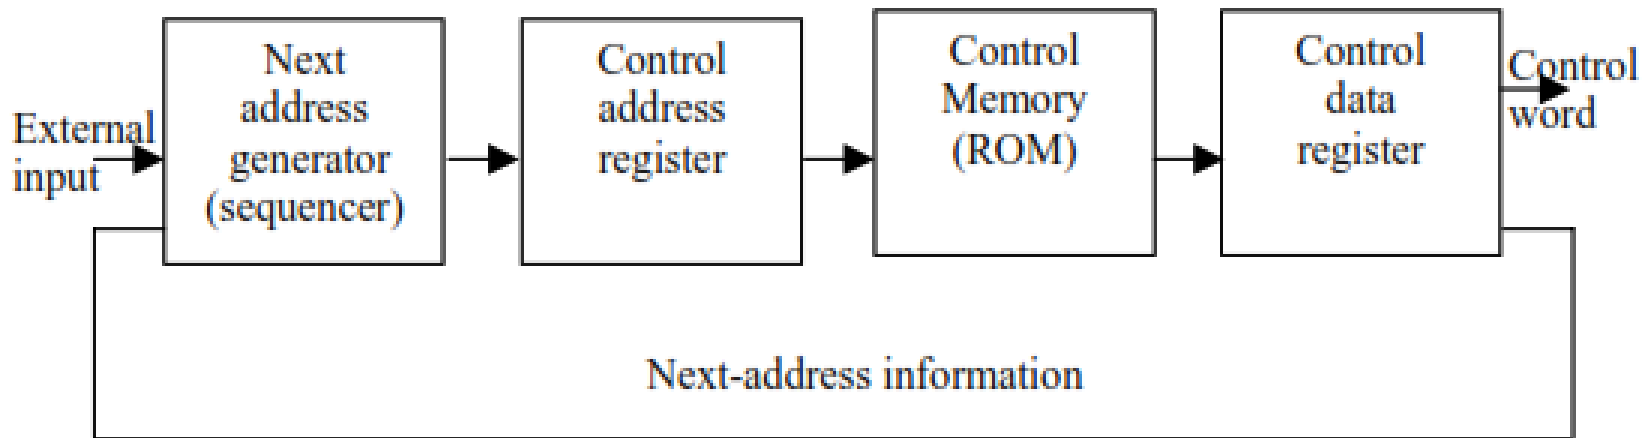 External
input
Next
address
generator
(sequencer)
Control
address
register
Control
Memory
(ROM)
Control
data
register
Control
word
Next-address information